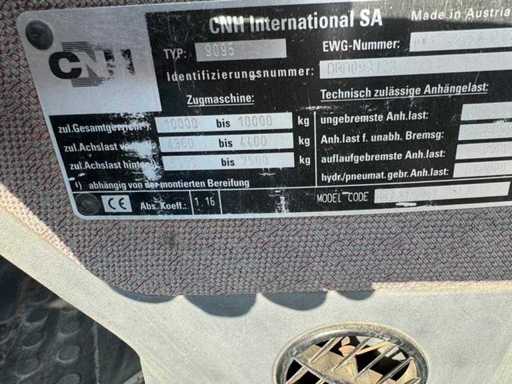 CNH International SA Made in Austria
CNH
TYP: 9095 EWG-Nummer:
Identifizierungsnummer:
Zugmaschine: Technisch zulässige Anhängelast:
zul.Gesamtgewicht 10000 bis 10000 kg ungebremste Anh.last
zul.Achslast bis 4400 kg Anh.last f. unabh. Bremsg:
zul.Achslast hinten bis kg auflaufgebremste Anh.last:
¹) abhängig von der montierten Bereifung hydr/pneumat.gebr.Anh.last:
CE Abs. Koeff.: 1.16 MODEL CODE